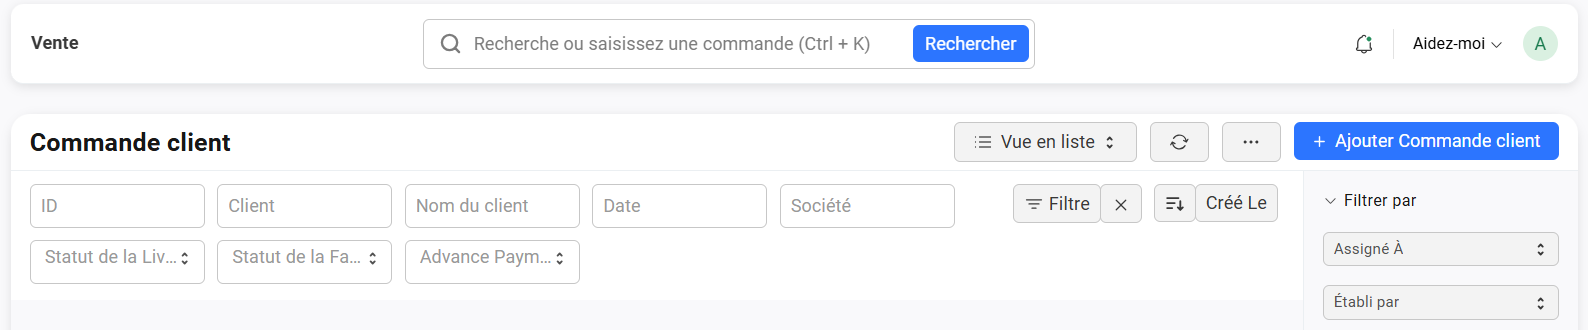 Vente
Recherche ou saisissez une commande (Ctrl + K)
Rechercher
Aidez-moi
A
Commande client
Vue en liste
...
+ Ajouter Commande client
ID
Client
Nom du client
Date
Société
Filtre
Créé Le
Filtrer par
Statut de la Liv...
Statut de la Fa...
Advance Paym...
Assigné À
Établi par